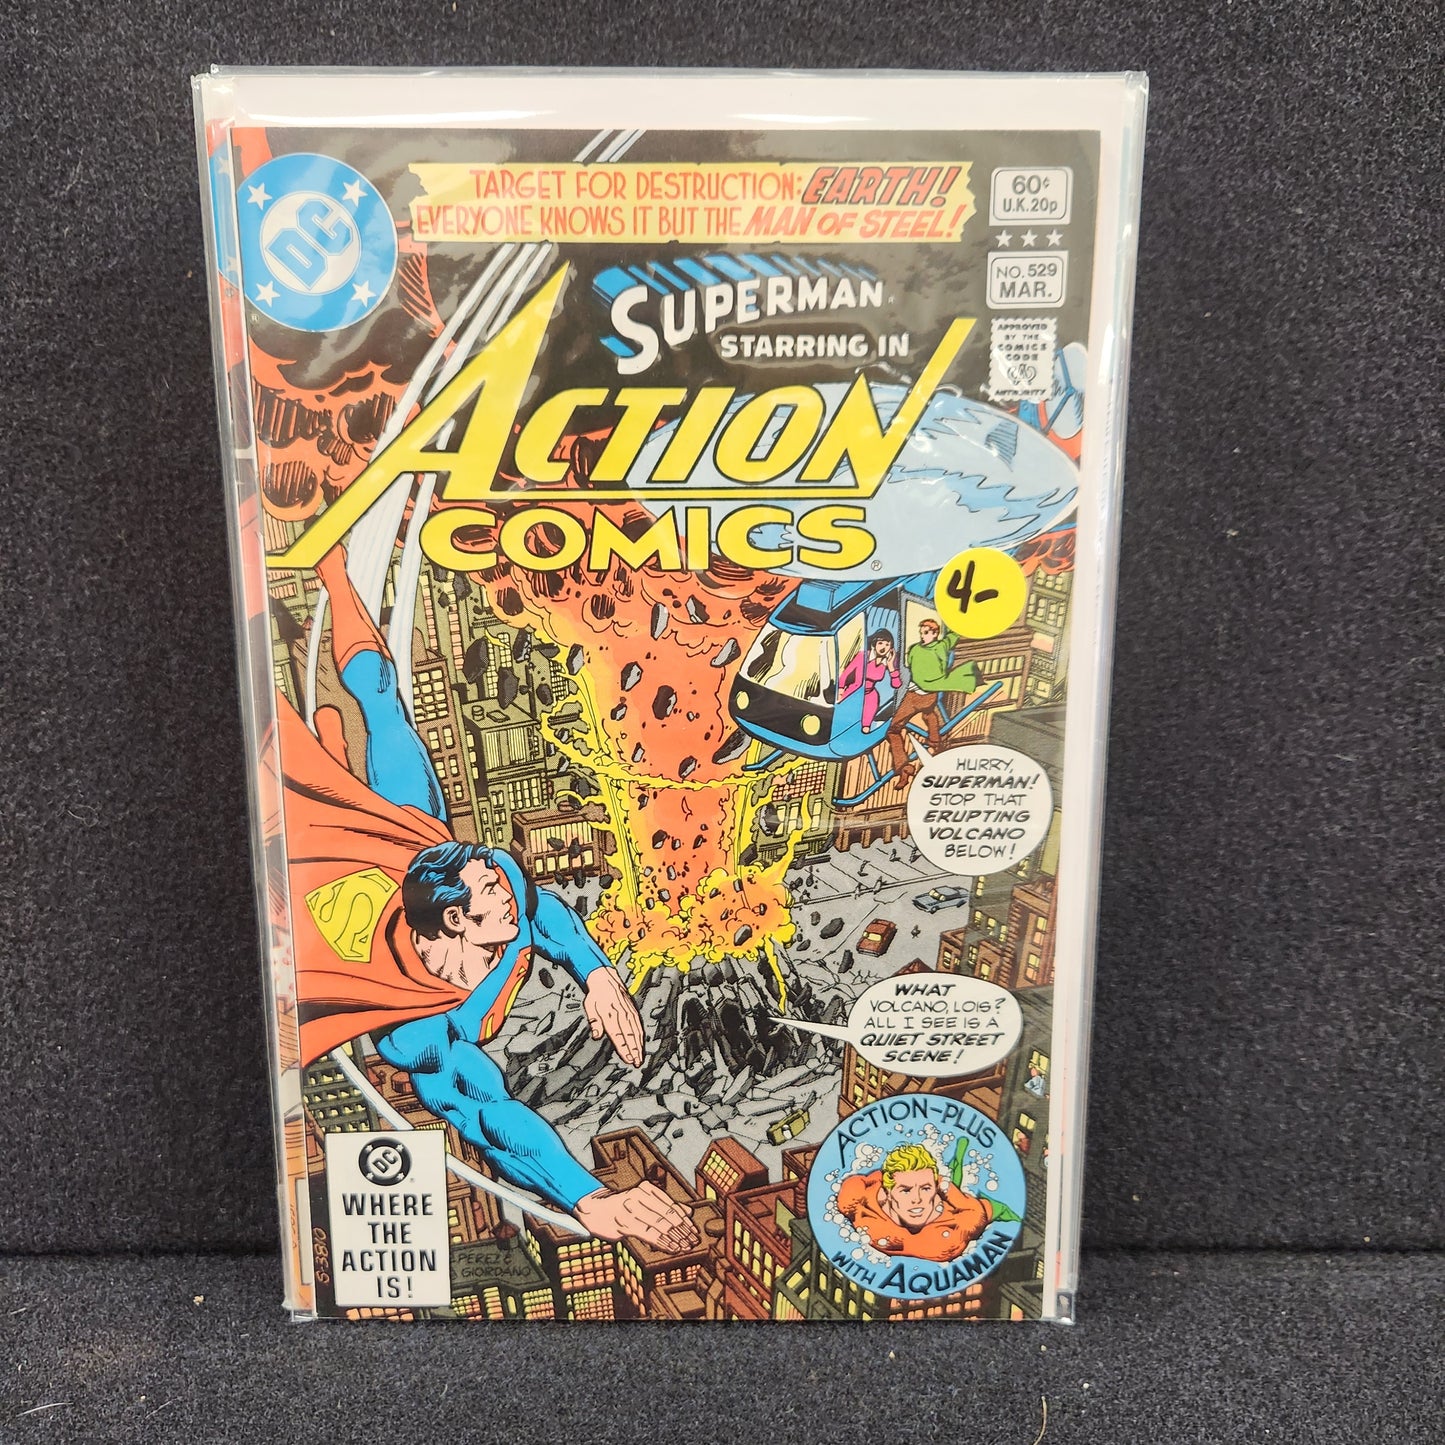 TARGET FOR DESTRUCTION: EARTH!
EVERYONE KNOWS IT BUT THE MAN OF STEEL!
DC
®
60¢
U.K. 20p
NO. 529
MAR.
APPROVED
BY THE
COMICS
CODE
AUTHORITY
SUPERMAN
STARRING IN
ACTION
COMICS
®
4-
HURRY,
SUPERMAN!
STOP THAT
ERUPTING
VOLCANO
BELOW!
WHAT
VOLCANO, LOIS?
ALL I SEE IS A
QUIET STREET
SCENE!
S
ACTION-PLUS
WITH AQUAMAN
DC
®
WHERE
THE
ACTION
IS!
PEREZ &
GIORDANO